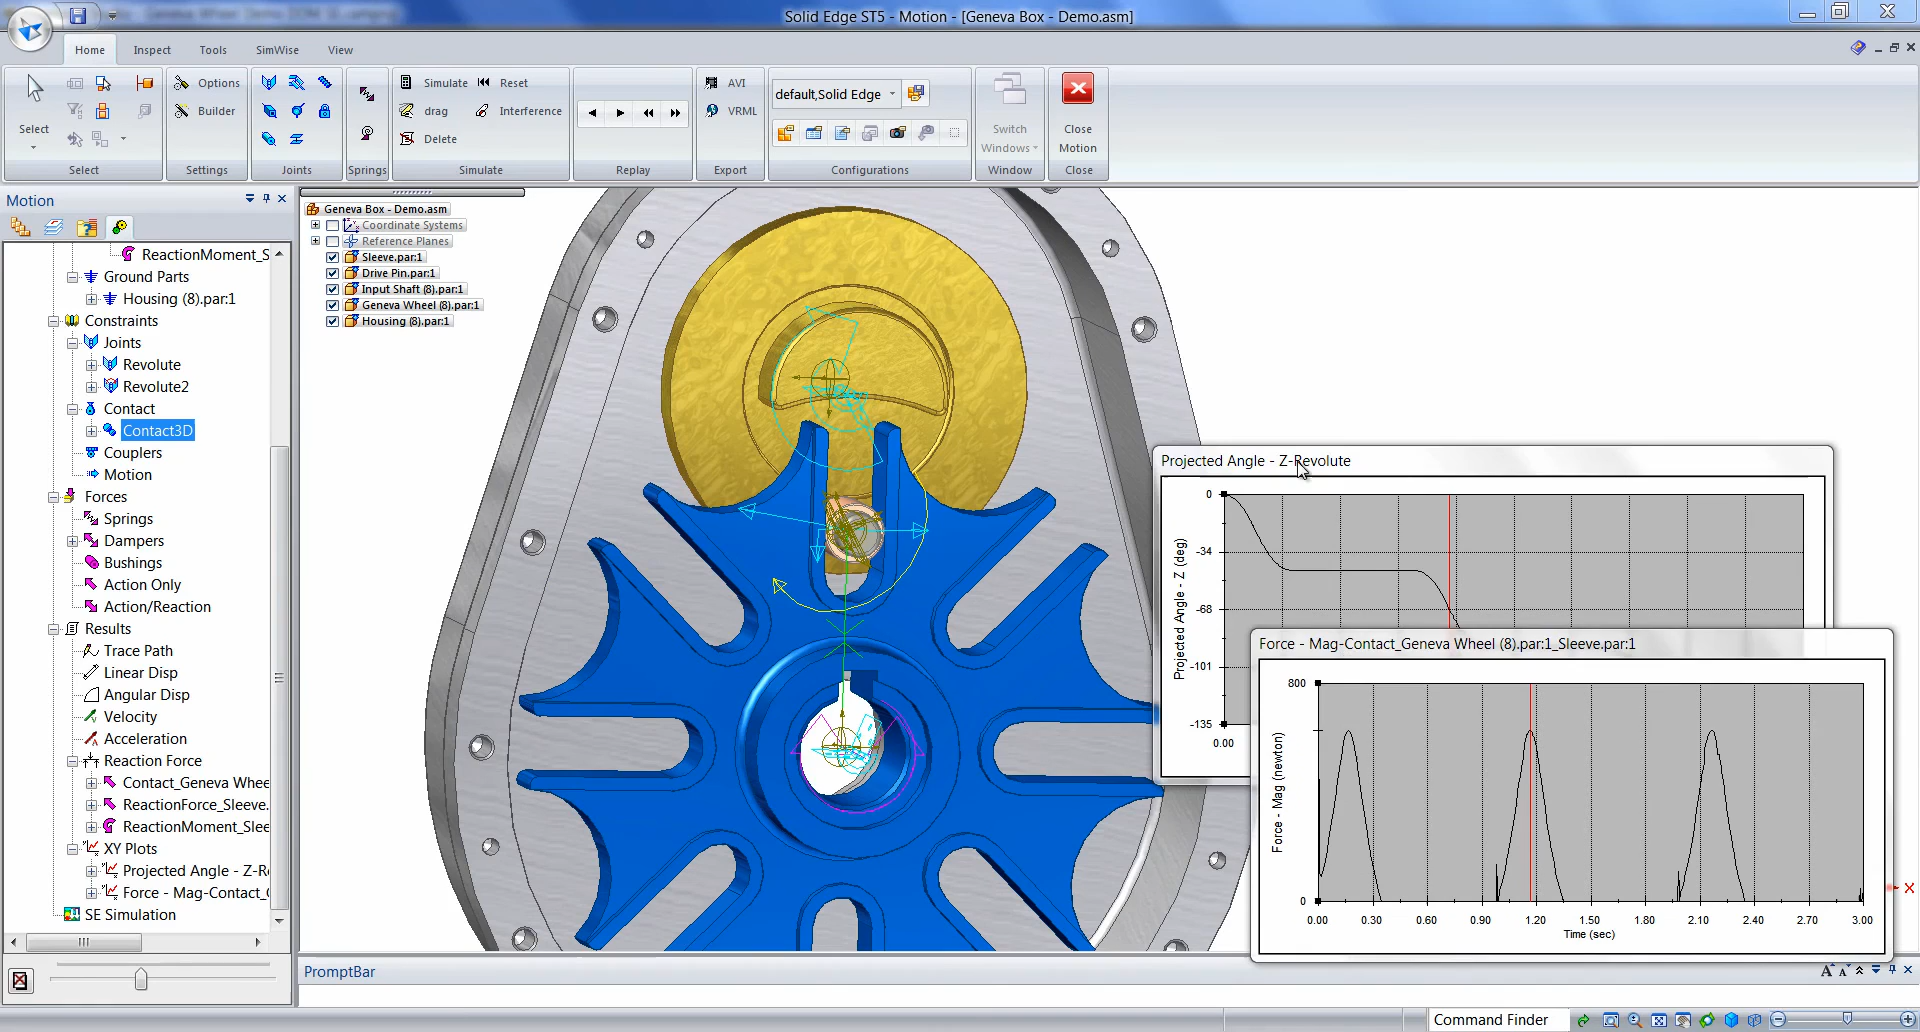 Solid Edge ST5 - Motion - [Geneva Box - Demo.asm]
Home
Inspect
Tools
SimWise
View
Select
Select
Options
Builder
Settings
Joints
Springs
Simulate
Reset
drag
Interference
Delete
Simulate
Replay
AVI
VRML
Export
default,Solid Edge
Configurations
Switch
Windows
Window
Close
Motion
Close
Motion
ReactionMoment_S
Ground Parts
Housing (8).par:1
Constraints
Joints
Revolute
Revolute2
Contact
Contact3D
Couplers
Motion
Forces
Springs
Dampers
Bushings
Action Only
Action/Reaction
Results
Trace Path
Linear Disp
Angular Disp
Velocity
Acceleration
Reaction Force
Contact_Geneva Whee
ReactionForce_Sleeve.
ReactionMoment_Slee
XY Plots
Projected Angle - Z-R
Force - Mag-Contact_
SE Simulation
Geneva Box - Demo.asm
Coordinate Systems
Reference Planes
Sleeve.par:1
Drive Pin.par:1
Input Shaft (8).par:1
Geneva Wheel (8).par:1
Housing (8).par:1
Projected Angle - Z-Revolute
Projected Angle - Z (deg)
0
-34
-68
-101
-135
0.00
Force - Mag-Contact_Geneva Wheel (8).par:1_Sleeve.par:1
Force - Mag (newton)
800
0
0.00 0.30 0.60 0.90 1.20 1.50 1.80 2.10 2.40 2.70 3.00
Time (sec)
X
PromptBar
Command Finder